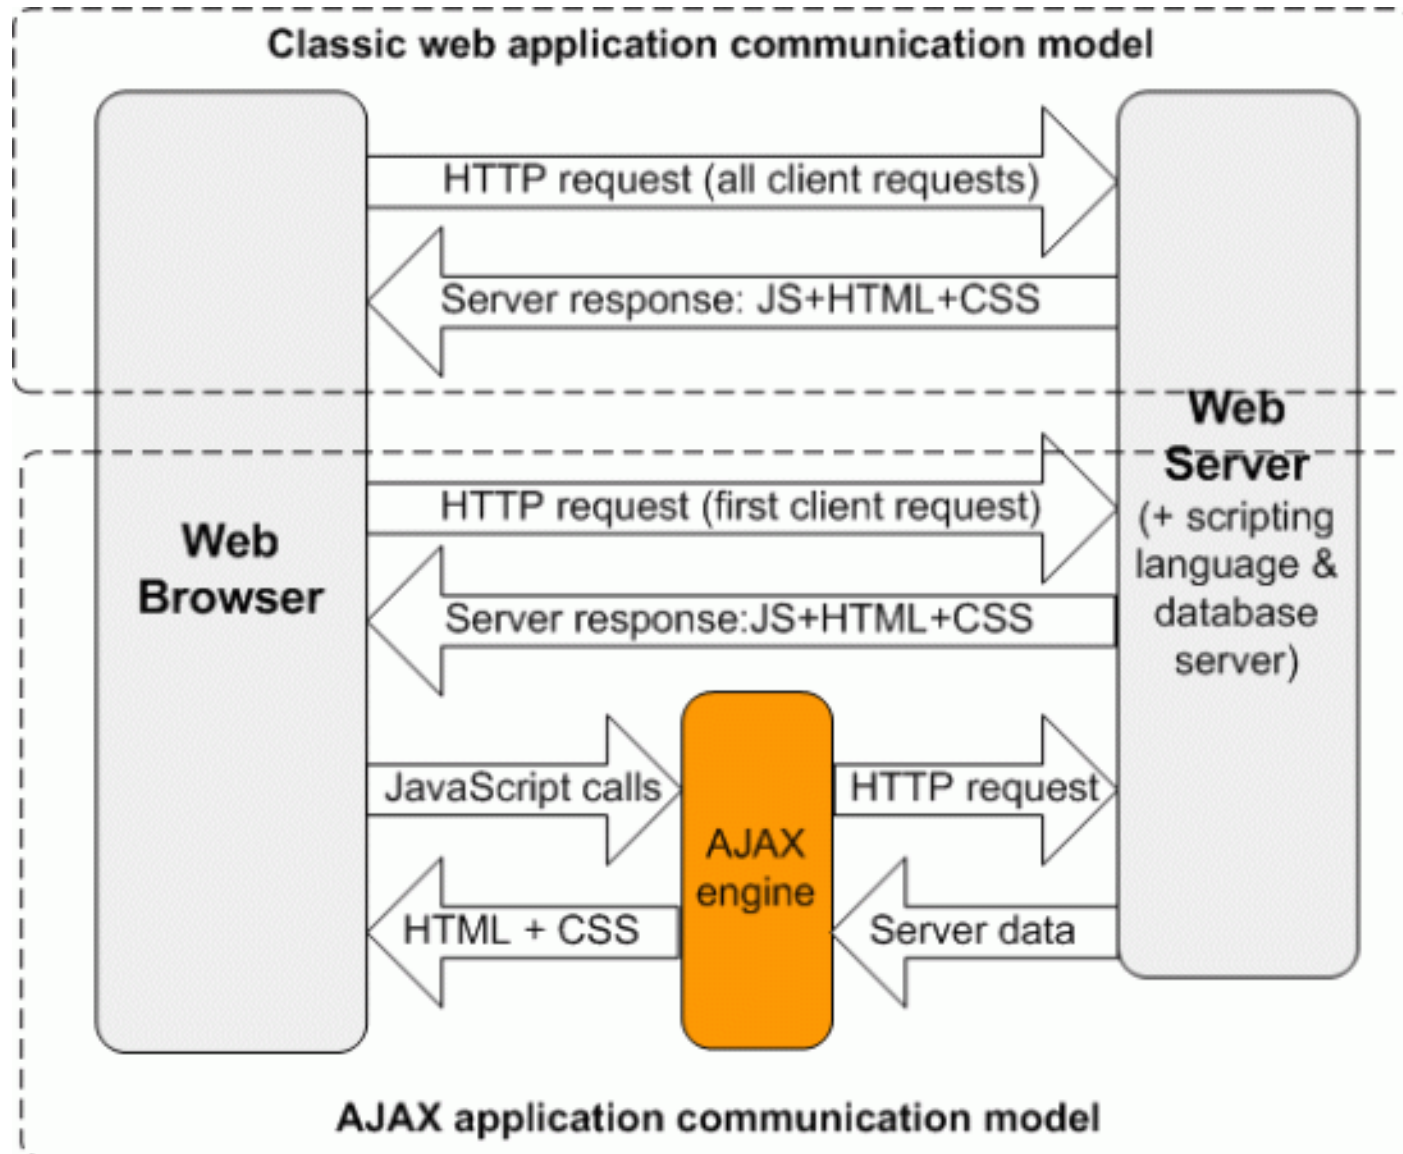 Classic web application communication model
HTTP request (all client requests)
Server response: JS+HTML+CSS
Web
Server
(+ scripting
language &
database
server)
Web
Browser
HTTP request (first client request)
Server response:JS+HTML+CSS
JavaScript calls
HTTP request
AJAX
engine
HTML + CSS
Server data
AJAX application communication model